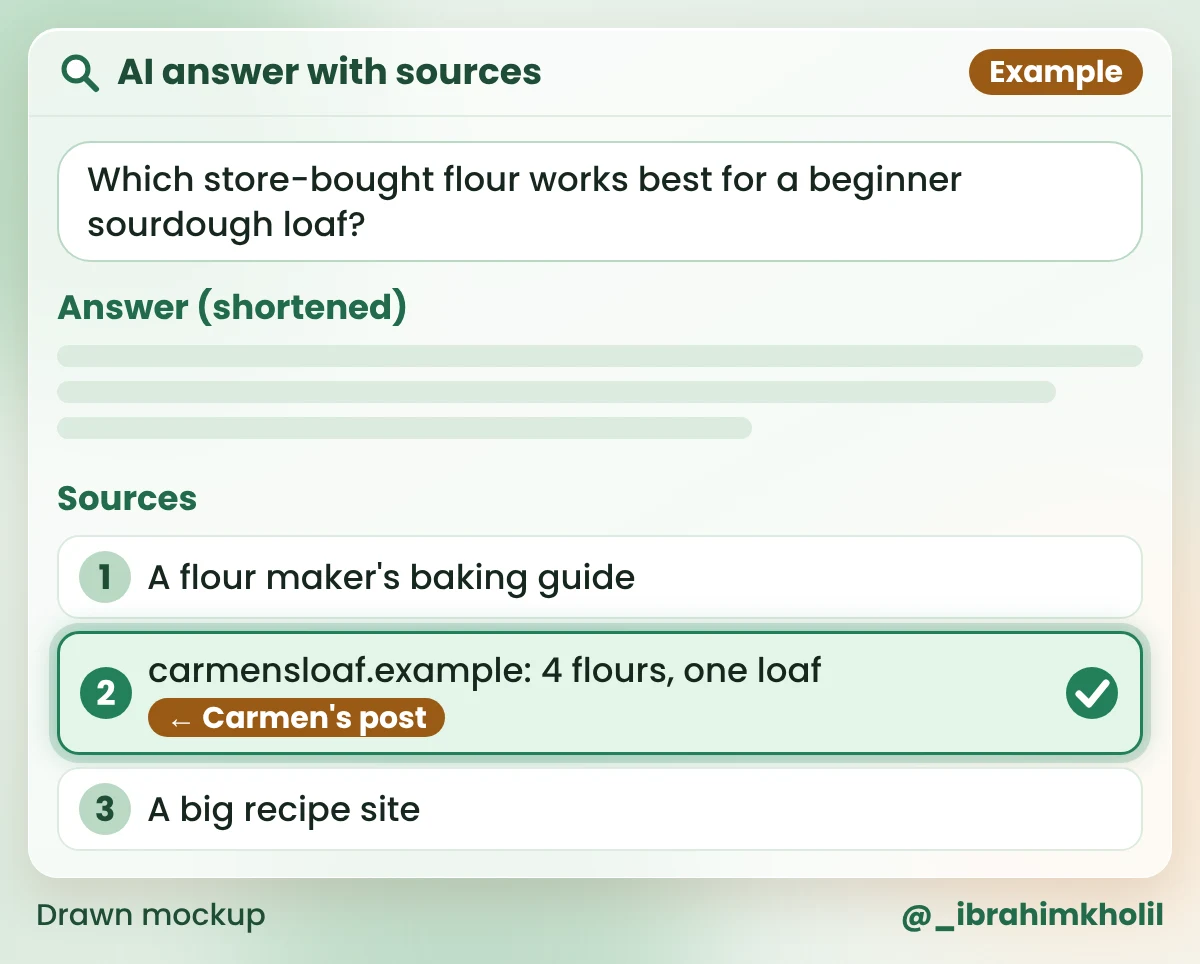 AI answer with sources
Example
Which store-bought flour works best for a beginner
sourdough loaf?
Answer (shortened)
Sources
1 A flour maker's baking guide
2 carmensloaf.example: 4 flours, one loaf
← Carmen's post
3 A big recipe site
Drawn mockup
@_ibrahimkholil